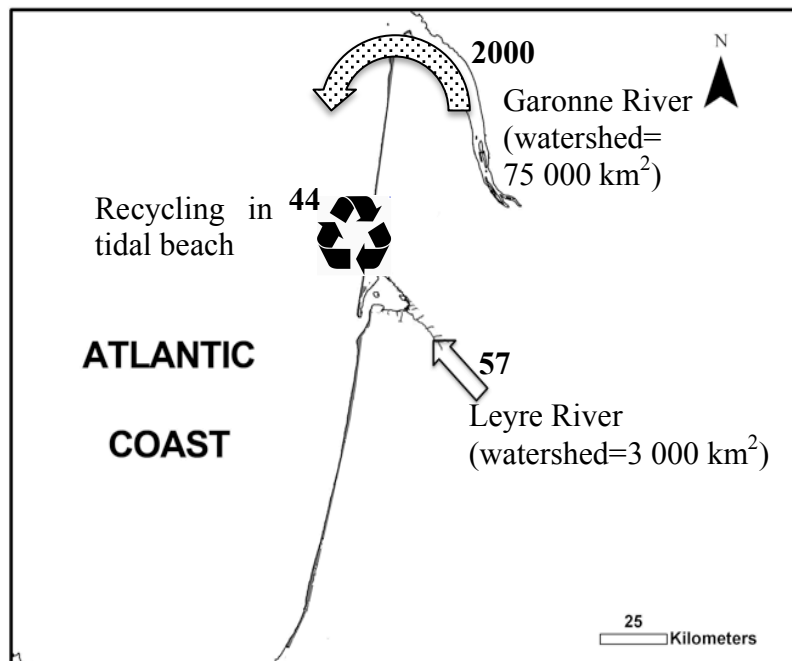 N
2000
Garonne River
(watershed=
75 000 km²)
Recycling in 44
tidal beach
ATLANTIC
COAST
57
Leyre River
(watershed=3 000 km²)
25
Kilometers